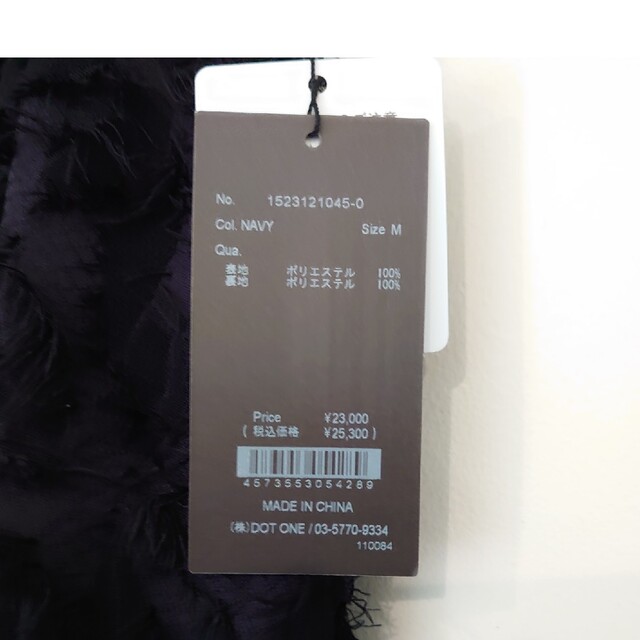 注意
No. 1523121045-0
Col. NAVY Size M
Qua.
表地 ポリエステル 100%
裏地 ポリエステル 100%
Price ¥23,000
( 税込価格 ¥25,300 )
4573553054289
MADE IN CHINA
(株) DOT ONE / 03-5770-9334
110084